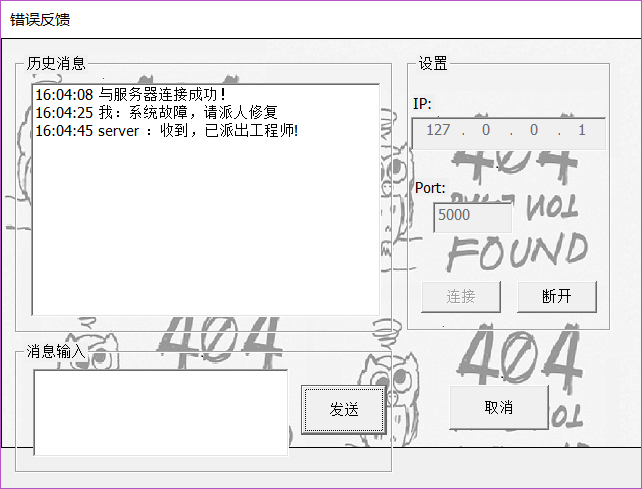 错误反馈
历史消息
16:04:08 与服务器连接成功！
16:04:25 我：系统故障，请派人修复
16:04:45 server ：收到，已派出工程师!
设置
IP:
127 . 0 . 0 . 1
404
Port:
5000
NOT
FOUND
连接
断开
消息输入
404
404
发送
取消